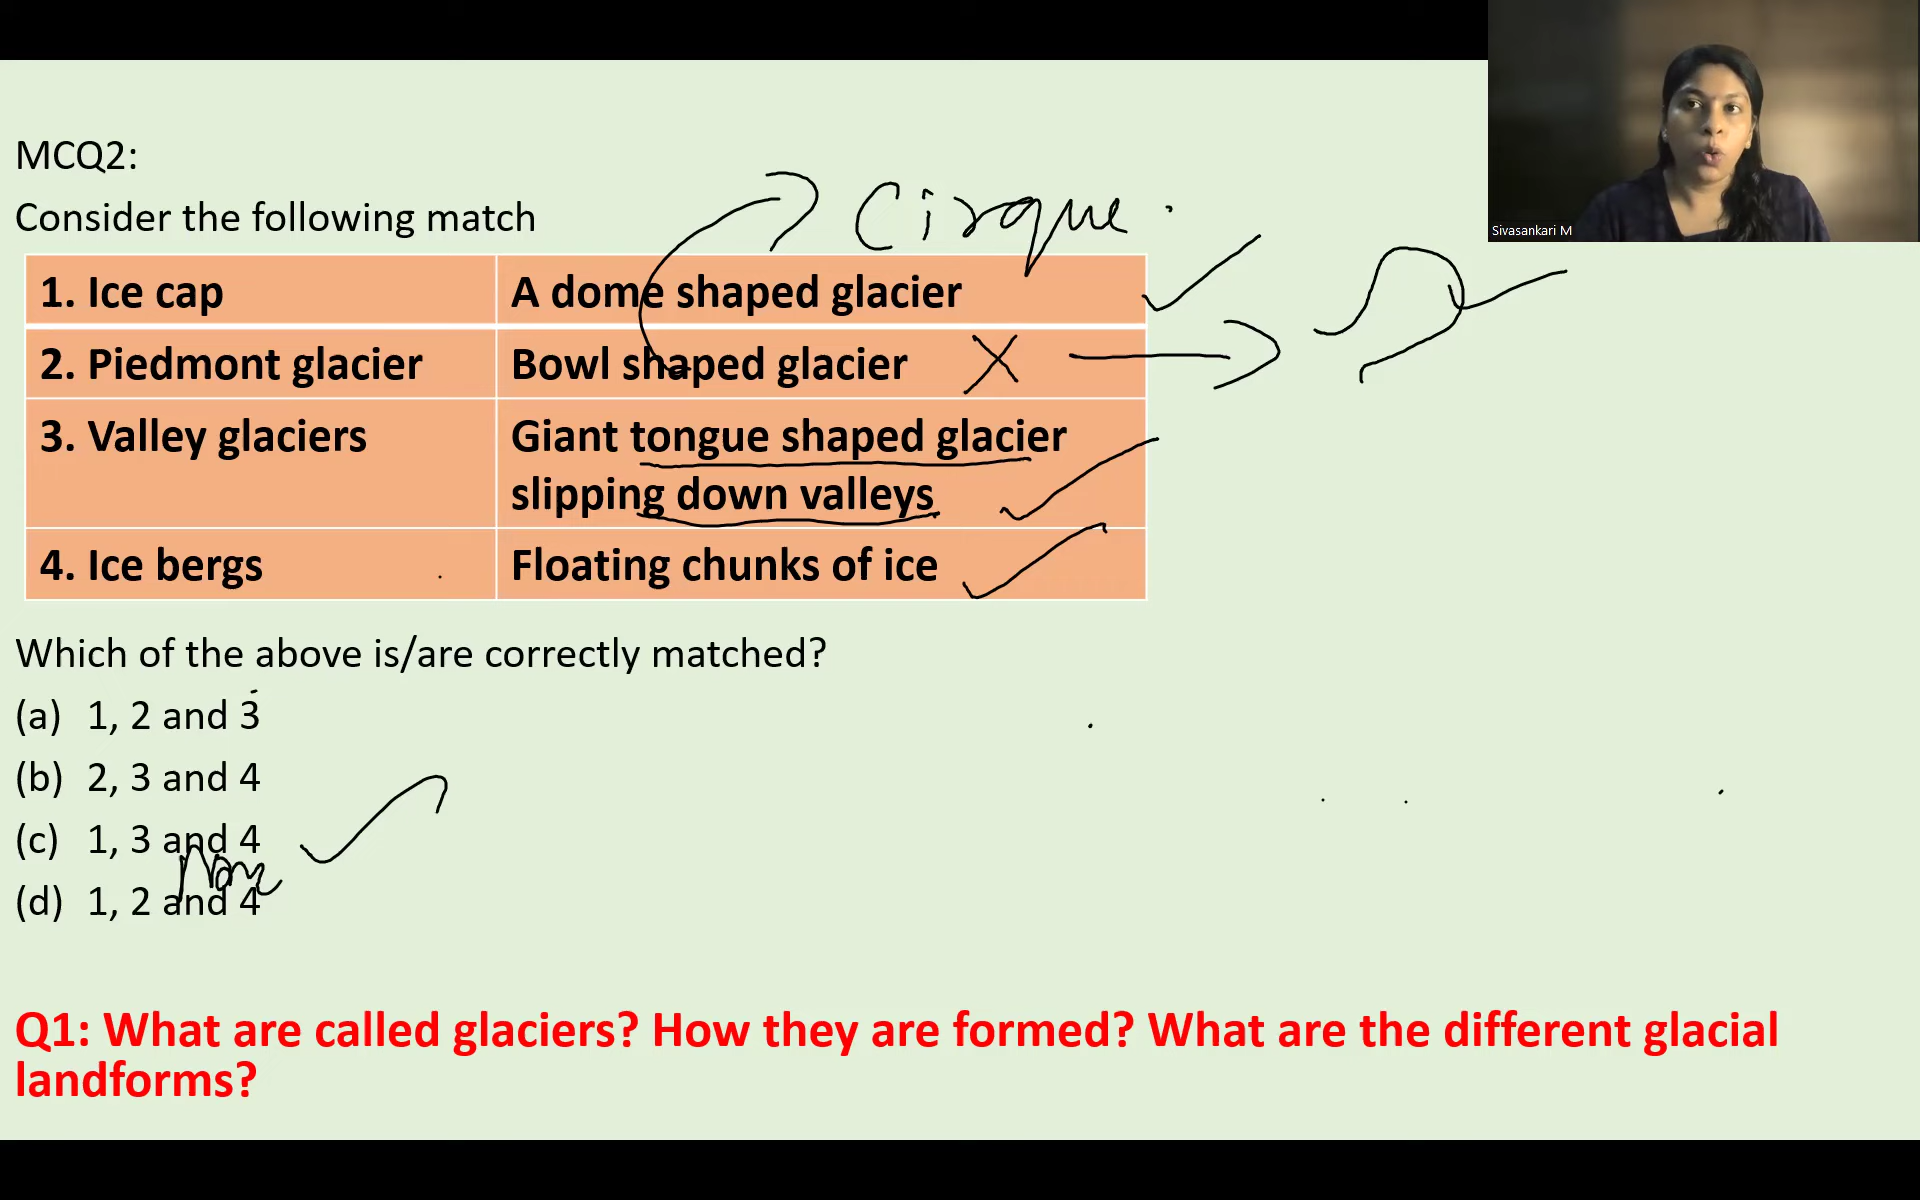 Sivasankari M
MCQ2:
Consider the following match
Cirque
1. Ice cap A dome shaped glacier
2. Piedmont glacier Bowl shaped glacier
3. Valley glaciers Giant tongue shaped glacier
slipping down valleys
4. Ice bergs Floating chunks of ice
Which of the above is/are correctly matched?
(a) 1, 2 and 3
(b) 2, 3 and 4
(c) 1, 3 and 4
None
(d) 1, 2 and 4
Q1: What are called glaciers? How they are formed? What are the different glacial
landforms?